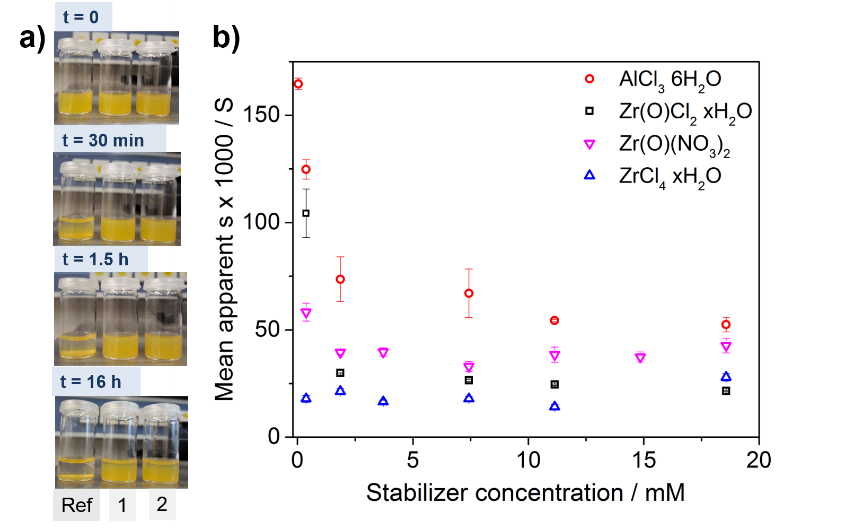 a)
t = 0
t = 30 min
t = 1.5 h
t = 16 h
Ref 1 2
b)
Mean apparent s x 1000 / S
150
100
50
0
0 5 10 15 20
Stabilizer concentration / mM
AlCl₃ 6H₂O
Zr(O)Cl₂ xH₂O
Zr(O)(NO₃)₂
ZrCl₄ xH₂O